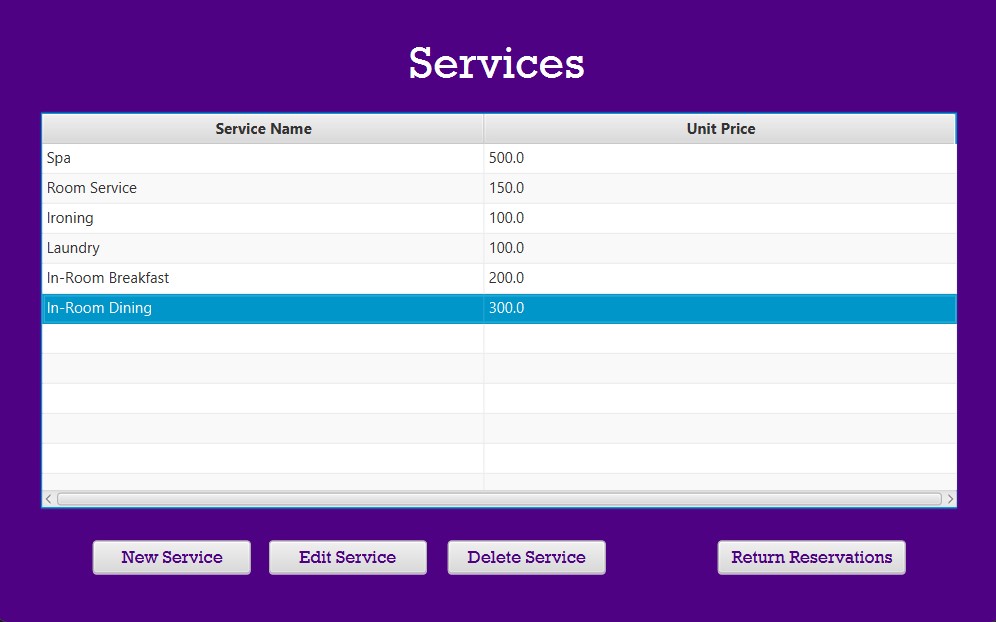 Services
Service Name Unit Price
Spa 500.0
Room Service 150.0
Ironing 100.0
Laundry 100.0
In-Room Breakfast 200.0
In-Room Dining 300.0
New Service Edit Service Delete Service Return Reservations